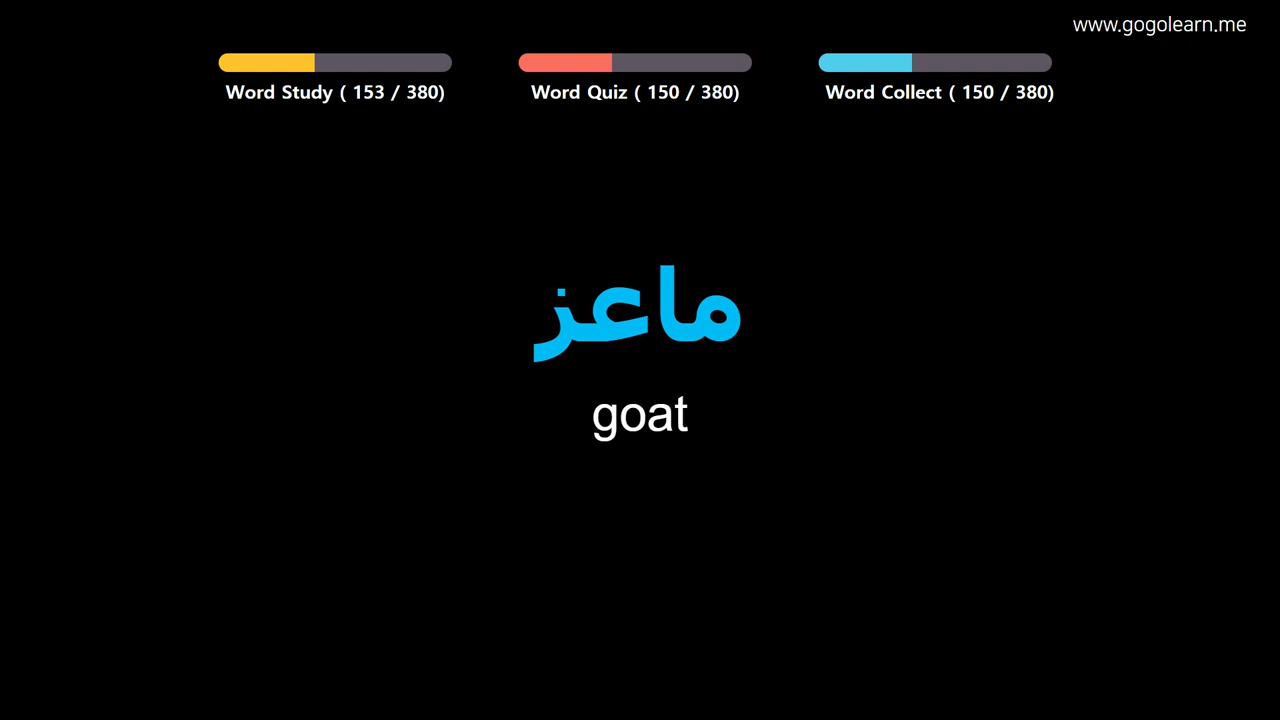 www.gogolearn.me
Word Study ( 153 / 380)
Word Quiz ( 150 / 380)
Word Collect ( 150 / 380)
ماعز
goat